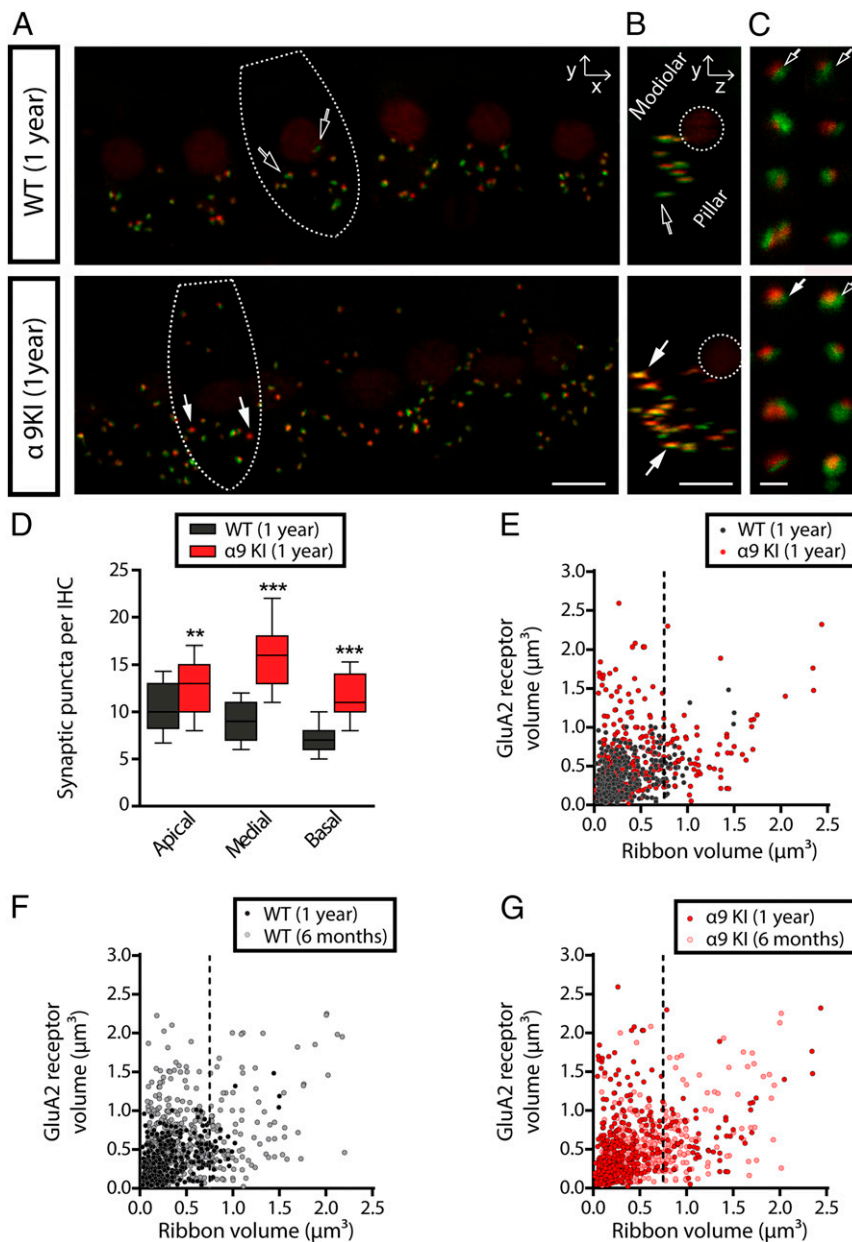 A
B
C
WT (1 year)
y
x
Modiolar
y
z
Pillar
α 9KI (1year)
D
WT (1 year)
α9 KI (1 year)
Synaptic puncta per IHC
25
20
15
10
5
0
**
***
***
Apical
Medial
Basal
E
WT (1 year)
α9 KI (1 year)
GluA2 receptor
volume (μm³)
3.0
2.5
2.0
1.5
1.0
0.5
0.0
0.0 0.5 1.0 1.5 2.0 2.5
Ribbon volume (μm³)
F
WT (1 year)
WT (6 months)
GluA2 receptor
volume (μm³)
3.0
2.5
2.0
1.5
1.0
0.5
0.0
0.0 0.5 1.0 1.5 2.0 2.5
Ribbon volume (μm³)
G
α9 KI (1 year)
α9 KI (6 months)
GluA2 receptor
volume (μm³)
3.0
2.5
2.0
1.5
1.0
0.5
0.0
0.0 0.5 1.0 1.5 2.0 2.5
Ribbon volume (μm³)